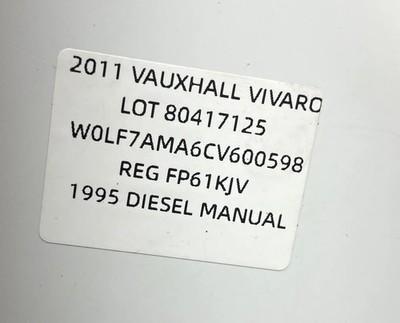 2011 VAUXHALL VIVARO
LOT 80417125
W0LF7AMA6CV600598
REG FP61KJV
1995 DIESEL MANUAL